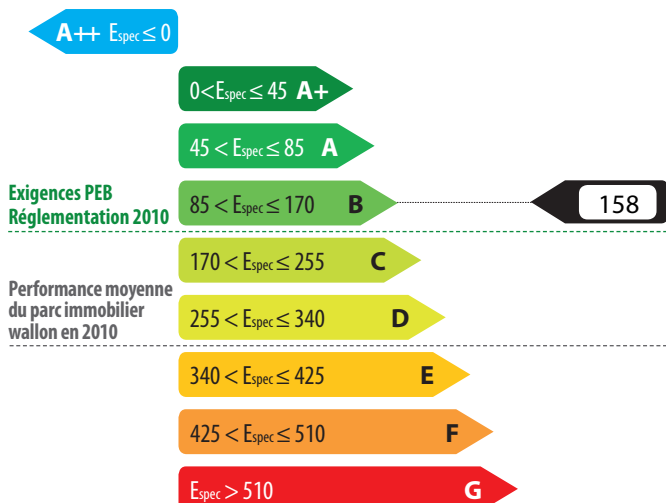 A++ Espec ≤ 0
0<Espec ≤ 45 A+
45 < Espec ≤ 85 A
Exigences PEB
Réglementation 2010
85 < Espec ≤ 170 B
158
170 < Espec ≤ 255 C
Performance moyenne
du parc immobilier
wallon en 2010
255 < Espec ≤ 340 D
340 < Espec ≤ 425 E
425 < Espec ≤ 510 F
Espec > 510 G